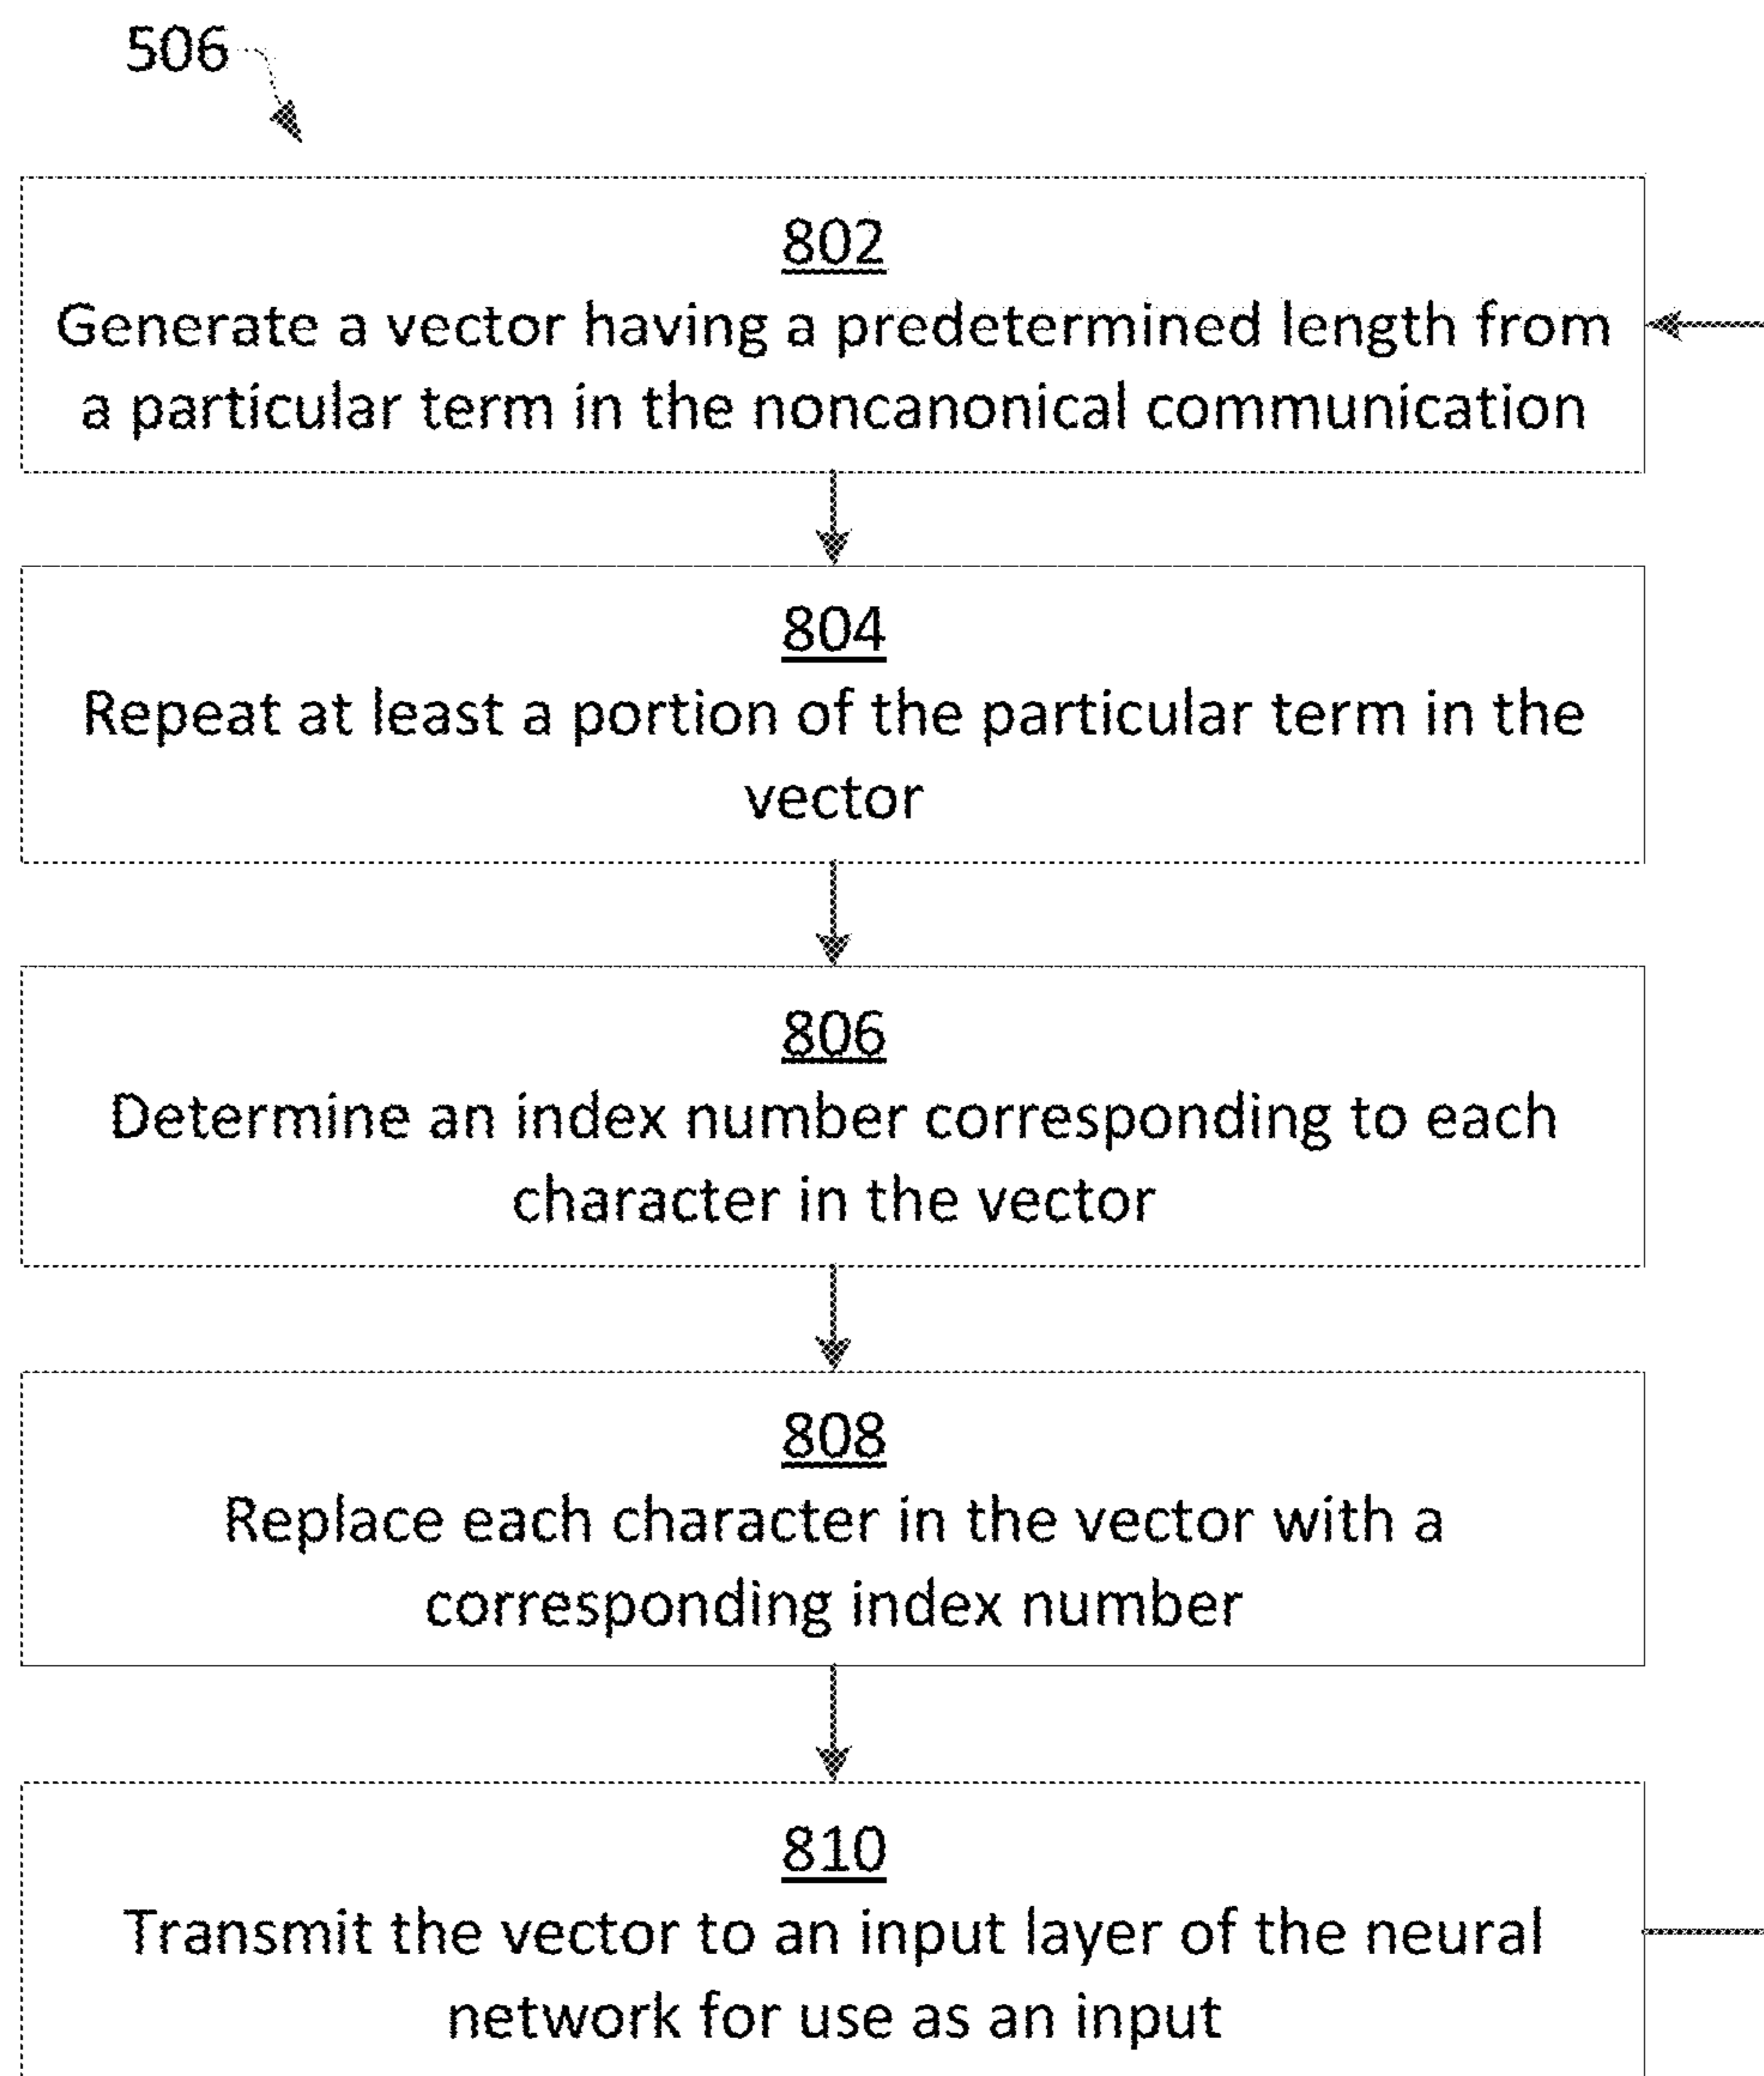 506
802
Generate a vector having a predetermined length from
a particular term in the noncanonical communication
804
Repeat at least a portion of the particular term in the
vector
806
Determine an index number corresponding to each
character in the vector
808
Replace each character in the vector with a
corresponding index number
810
Transmit the vector to an input layer of the neural
network for use as an input